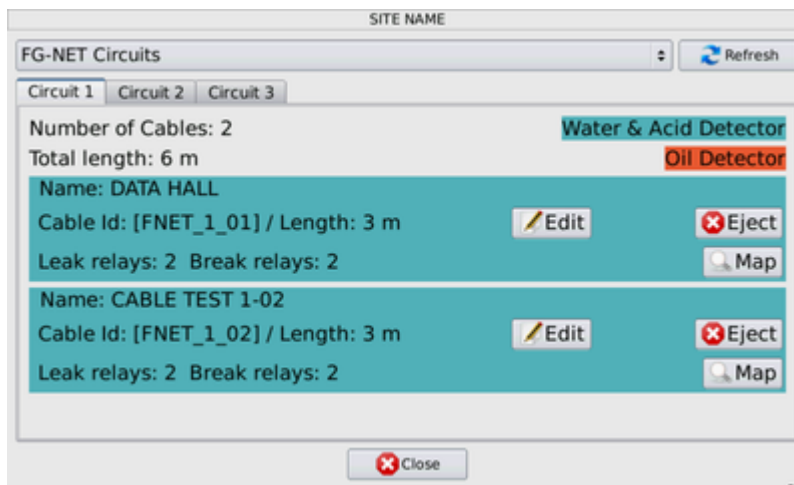 SITE NAME
FG-NET Circuits
Refresh
Circuit 1 Circuit 2 Circuit 3
Number of Cables: 2
Water & Acid Detector
Total length: 6 m
Oil Detector
Name: DATA HALL
Cable Id: [FNET_1_01] / Length: 3 m
Edit
Eject
Leak relays: 2 Break relays: 2
Map
Name: CABLE TEST 1-02
Cable Id: [FNET_1_02] / Length: 3 m
Edit
Eject
Leak relays: 2 Break relays: 2
Map
Close